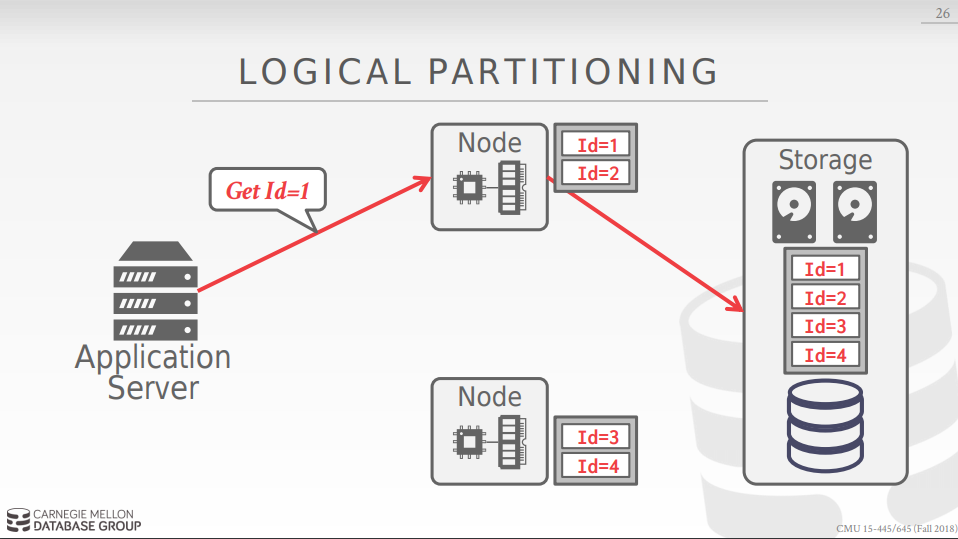 26
LOGICAL PARTITIONING
Node
Id=1
Id=2
Storage
Get Id=1
Id=1
Id=2
Id=3
Id=4
Application
Server
Node
Id=3
Id=4
CARNEGIE MELLON
DATABASE GROUP
CMU 15-445/645 (Fall 2018)